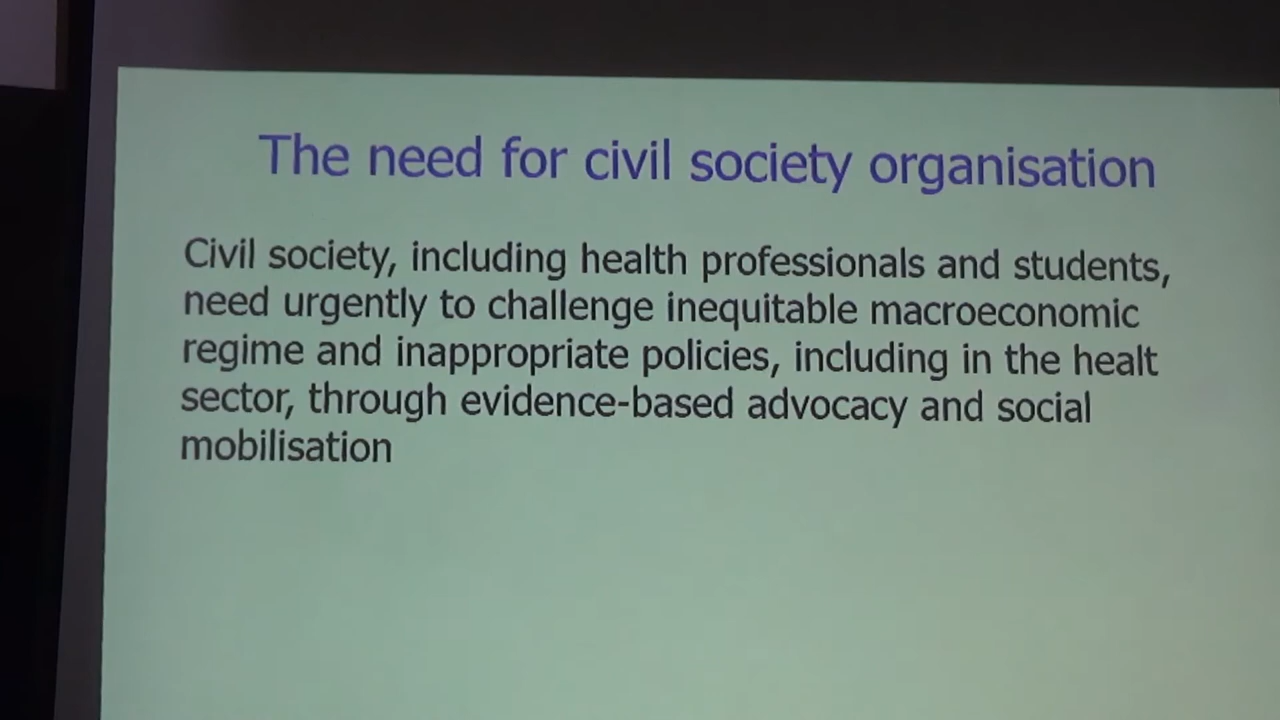 The need for civil society organisation
Civil society, including health professionals and students,
need urgently to challenge inequitable macroeconomic
regime and inappropriate policies, including in the healt
sector, through evidence-based advocacy and social
mobilisation